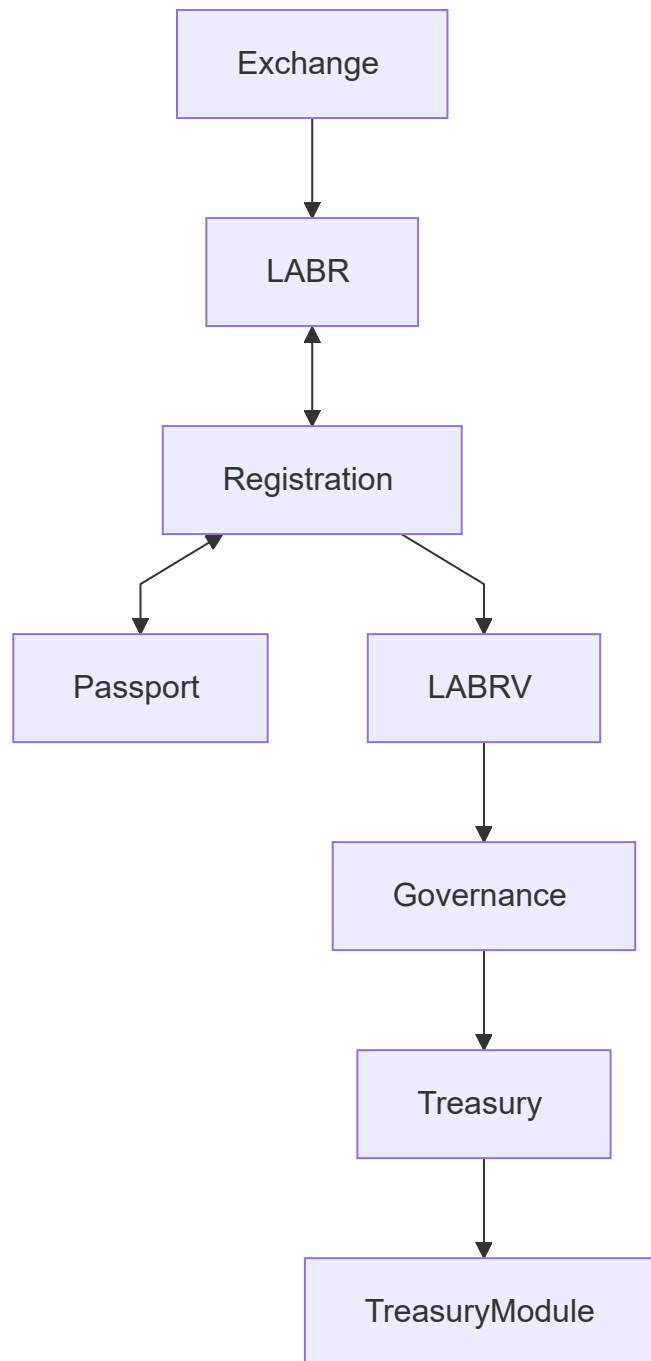 Exchange
LABR
Registration
Passport
LABRV
Governance
Treasury
TreasuryModule